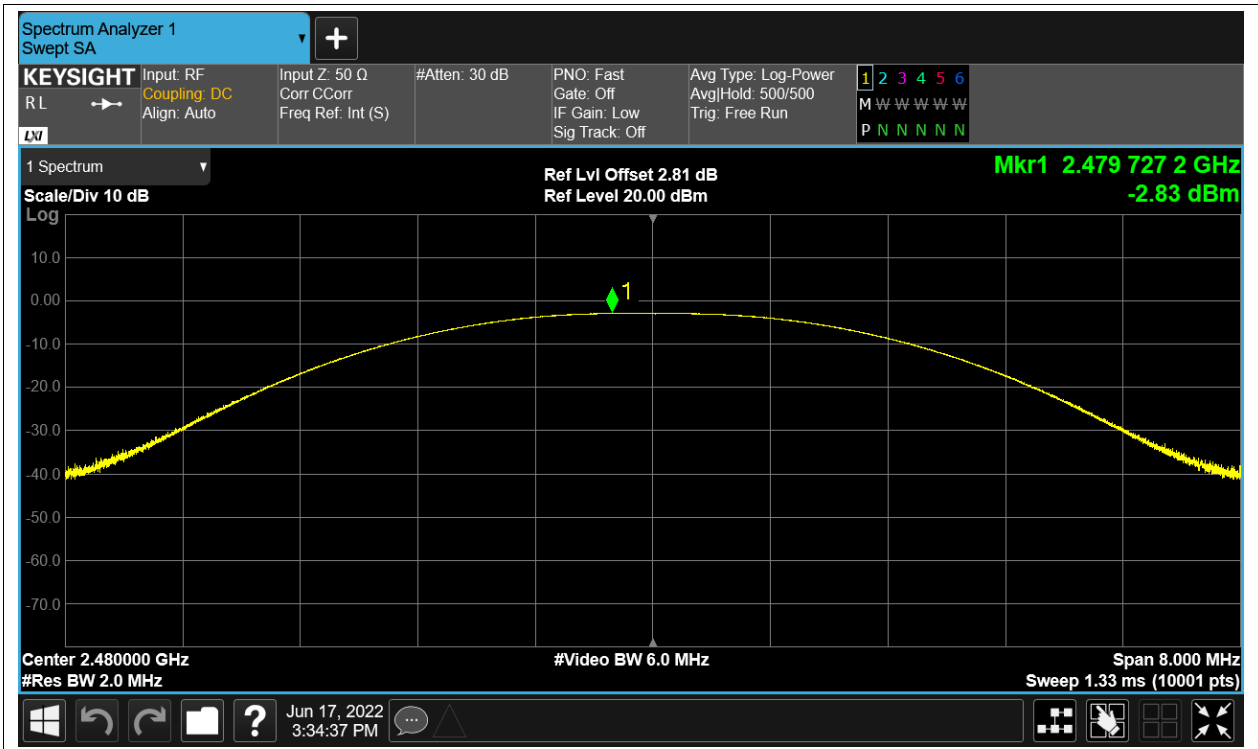 Spectrum Analyzer 1
Swept SA
+
KEYSIGHT
R L
LXI
Input: RF
Coupling: DC
Align: Auto
Input Z: 50 Ω
Corr CCorr
Freq Ref: Int (S)
#Atten: 30 dB
PNO: Fast
Gate: Off
IF Gain: Low
Sig Track: Off
Avg Type: Log-Power
Avg|Hold: 500/500
Trig: Free Run
1 2 3 4 5 6
M W W W W W
P N N N N N
1 Spectrum
Scale/Div 10 dB
Log
Ref Lvl Offset 2.81 dB
Ref Level 20.00 dBm
Mkr1 2.479 727 2 GHz
-2.83 dBm
10.0
0.00
-10.0
-20.0
-30.0
-40.0
-50.0
-60.0
-70.0
1
Center 2.480000 GHz
#Res BW 2.0 MHz
#Video BW 6.0 MHz
Span 8.000 MHz
Sweep 1.33 ms (10001 pts)
?
Jun 17, 2022
3:34:37 PM